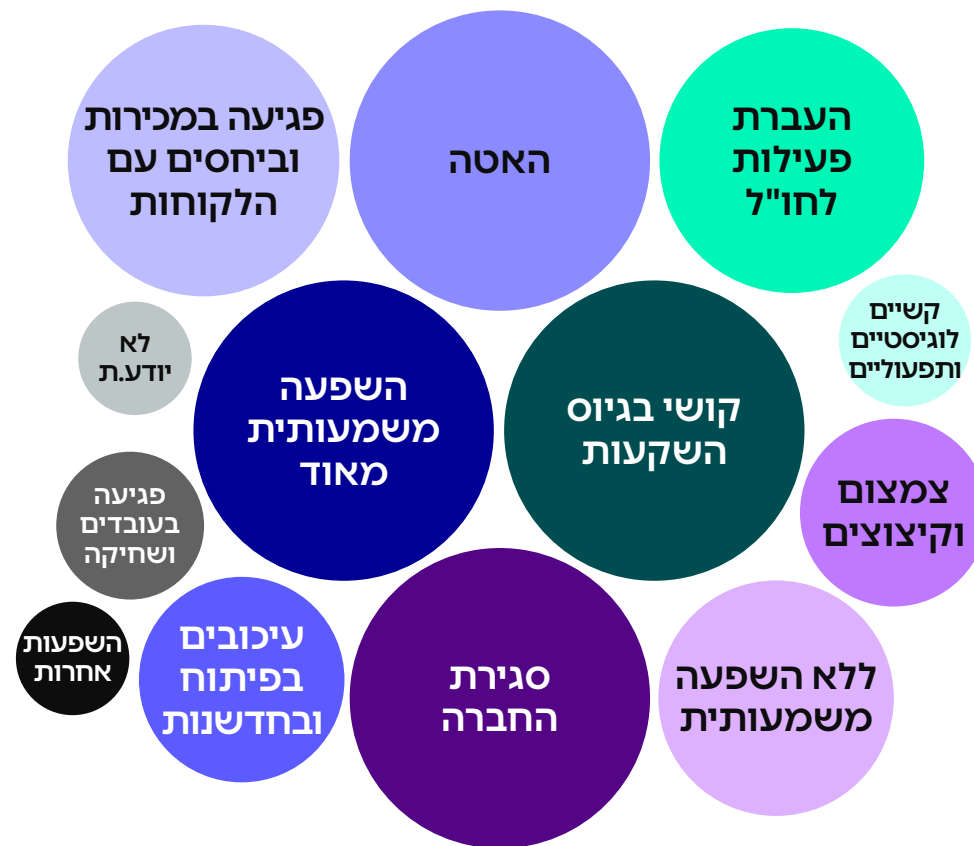 העברת
פעילות
לחו"ל
האטה
פגיעה במכירות
וביחסים עם
הלקוחות
קשיים
לוגיסטיים
ותפעוליים
קושי בגיוס
השקעות
השפעה
משמעותית
מאוד
לא
יודע.ת
צמצום
וקיצוצים
פגיעה
בעובדים
ושחיקה
ללא השפעה
משמעותית
סגירת
החברה
עיכובים
בפיתוח
ובחדשנות
השפעות
אחרות